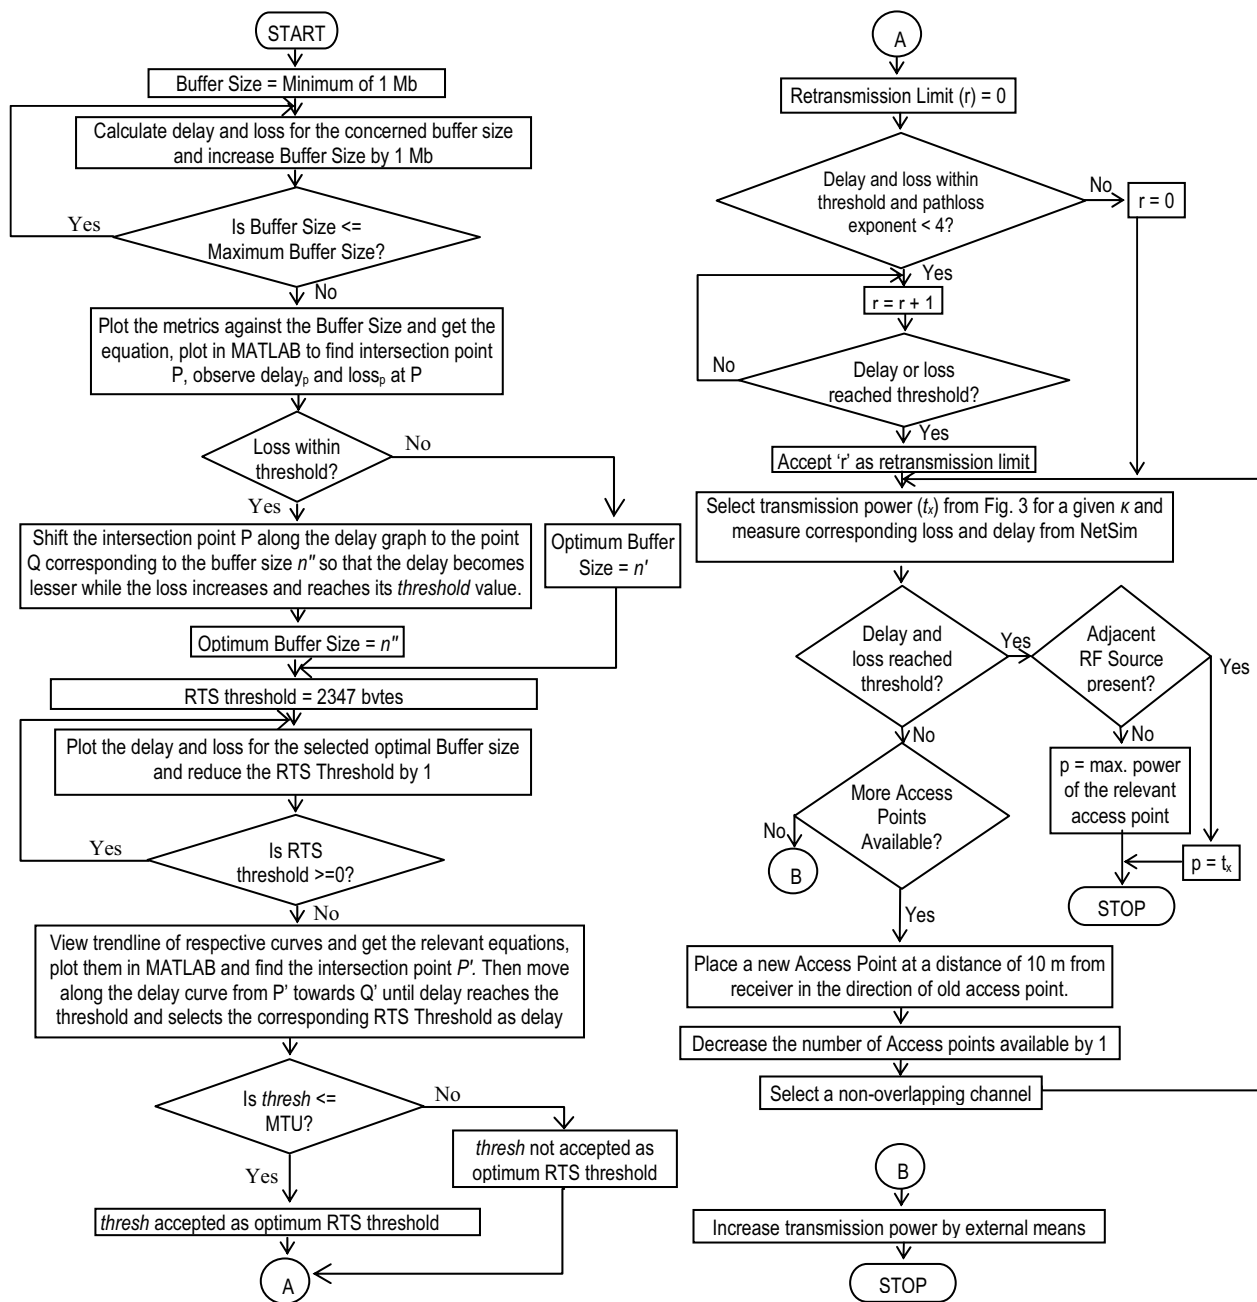 START
Buffer Size = Minimum of 1 Mb
Calculate delay and loss for the concerned buffer size
and increase Buffer Size by 1 Mb
Yes
Is Buffer Size <=
Maximum Buffer Size?
No
Plot the metrics against the Buffer Size and get the
equation, plot in MATLAB to find intersection point
P, observe delayₚ and lossₚ at P
Loss within
threshold?
No
Yes
Shift the intersection point P along the delay graph to the point
Q corresponding to the buffer size n" so that the delay becomes
lesser while the loss increases and reaches its threshold value.
Optimum Buffer
Size = n'
Optimum Buffer Size = n"
RTS threshold = 2347 bytes
Plot the delay and loss for the selected optimal Buffer size
and reduce the RTS Threshold by 1
Yes
Is RTS
threshold >=0?
No
View trendline of respective curves and get the relevant equations,
plot them in MATLAB and find the intersection point P'. Then move
along the delay curve from P' towards Q' until delay reaches the
threshold and selects the corresponding RTS Threshold as delay
Is thresh <=
MTU?
No
thresh not accepted as
optimum RTS threshold
Yes
thresh accepted as optimum RTS threshold
A
A
Retransmission Limit (r) = 0
Delay and loss within
threshold and pathloss
exponent < 4?
No
r = 0
Yes
r = r + 1
No
Delay or loss
reached threshold?
Yes
Accept 'r' as retransmission limit
Select transmission power (tₓ) from Fig. 3 for a given κ and
measure corresponding loss and delay from NetSim
Delay and
loss reached
threshold?
Yes
Adjacent
RF Source
present?
Yes
No
No
p = max. power
of the relevant
access point
p = tₓ
STOP
More Access
Points
Available?
No
B
Yes
Place a new Access Point at a distance of 10 m from
receiver in the direction of old access point.
Decrease the number of Access points available by 1
Select a non-overlapping channel
B
Increase transmission power by external means
STOP